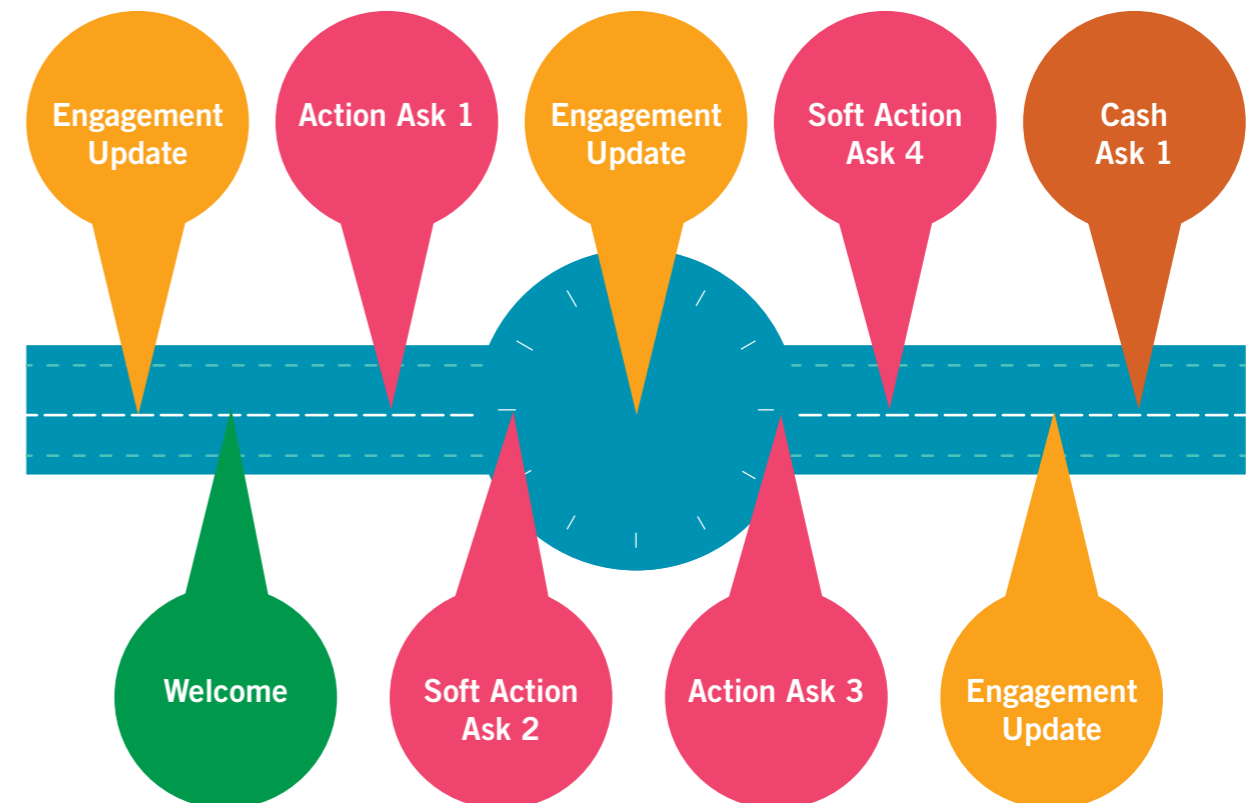 Engagement
Update
Action Ask 1
Engagement
Update
Soft Action
Ask 4
Cash
Ask 1
Welcome
Soft Action
Ask 2
Action Ask 3
Engagement
Update